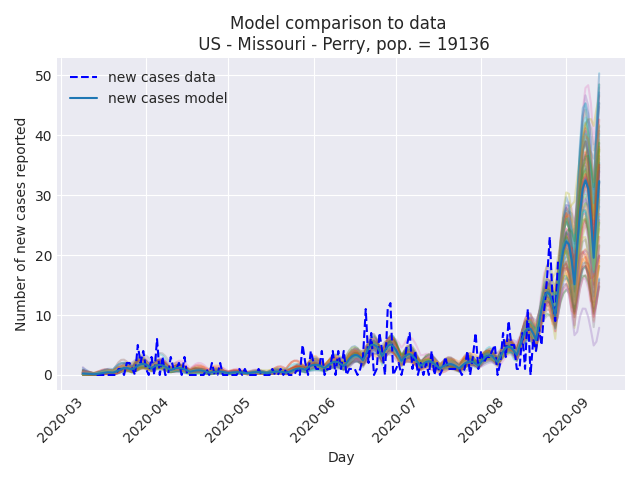 Model comparison to data
US - Missouri - Perry, pop. = 19136
new cases data
new cases model
Number of new cases reported
50
40
30
20
10
0
2020-03
2020-04
2020-05
2020-06
2020-07
2020-08
2020-09
Day